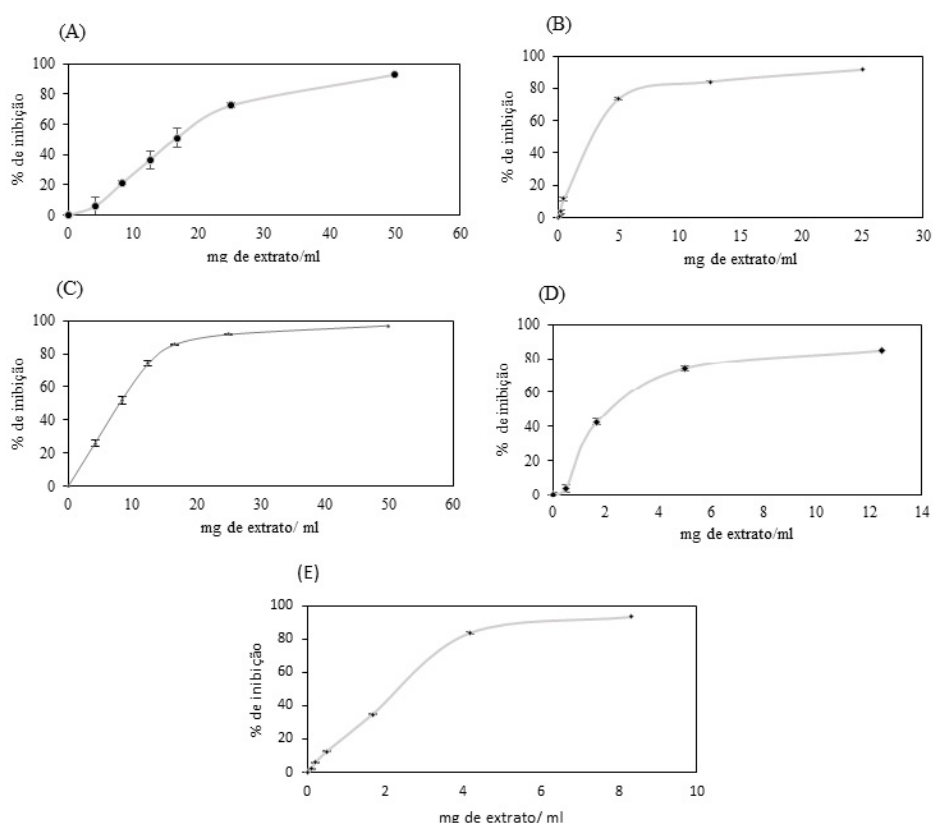 (A)
100
80
60
40
20
0
% de inibição
0 10 20 30 40 50 60
mg de extrato/ml
(B)
100
80
60
40
20
0
% de inibição
0 5 10 15 20 25 30
mg de extrato/ml
(C)
100
80
60
40
20
0
% de inibição
0 10 20 30 40 50 60
mg de extrato/ ml
(D)
100
80
60
40
20
0
% de inibição
0 2 4 6 8 10 12 14
mg de extrato/ml
(E)
100
80
60
40
20
0
% de inibição
0 2 4 6 8 10
mg de extrato/ ml